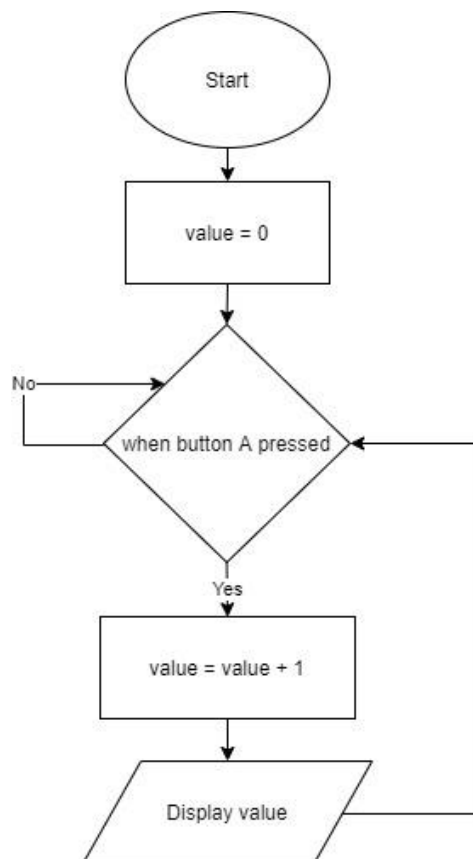 Start
value = 0
No
when button A pressed
Yes
value = value + 1
Display value